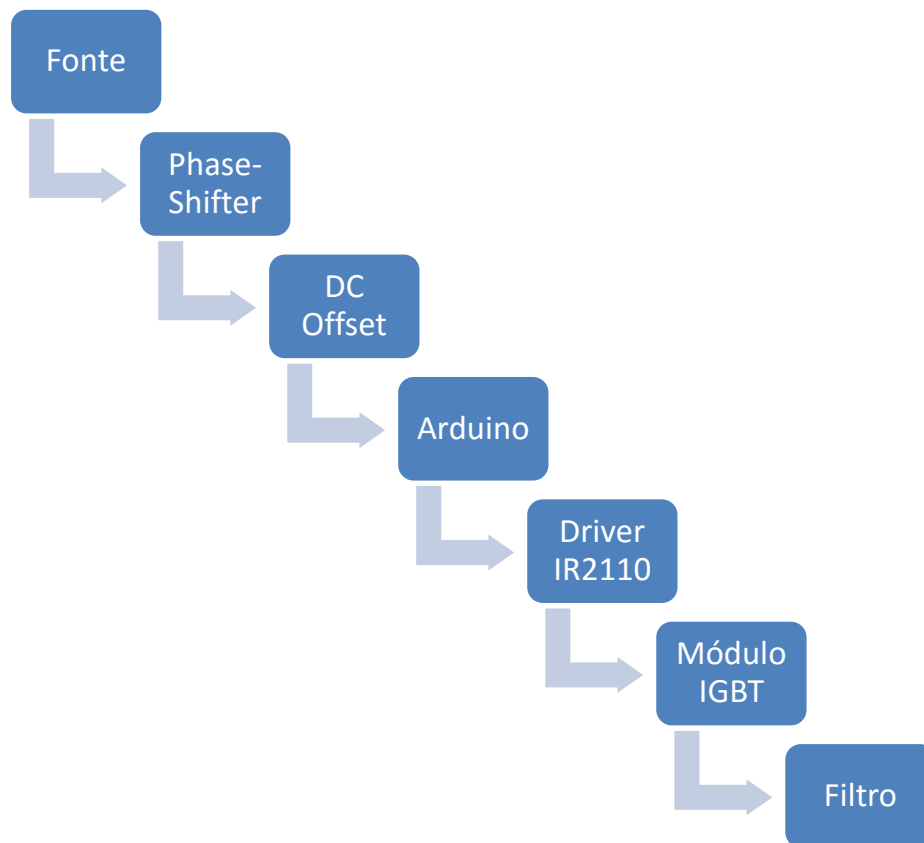 Fonte
Phase-
Shifter
DC
Offset
Arduino
Driver
IR2110
Módulo
IGBT
Filtro